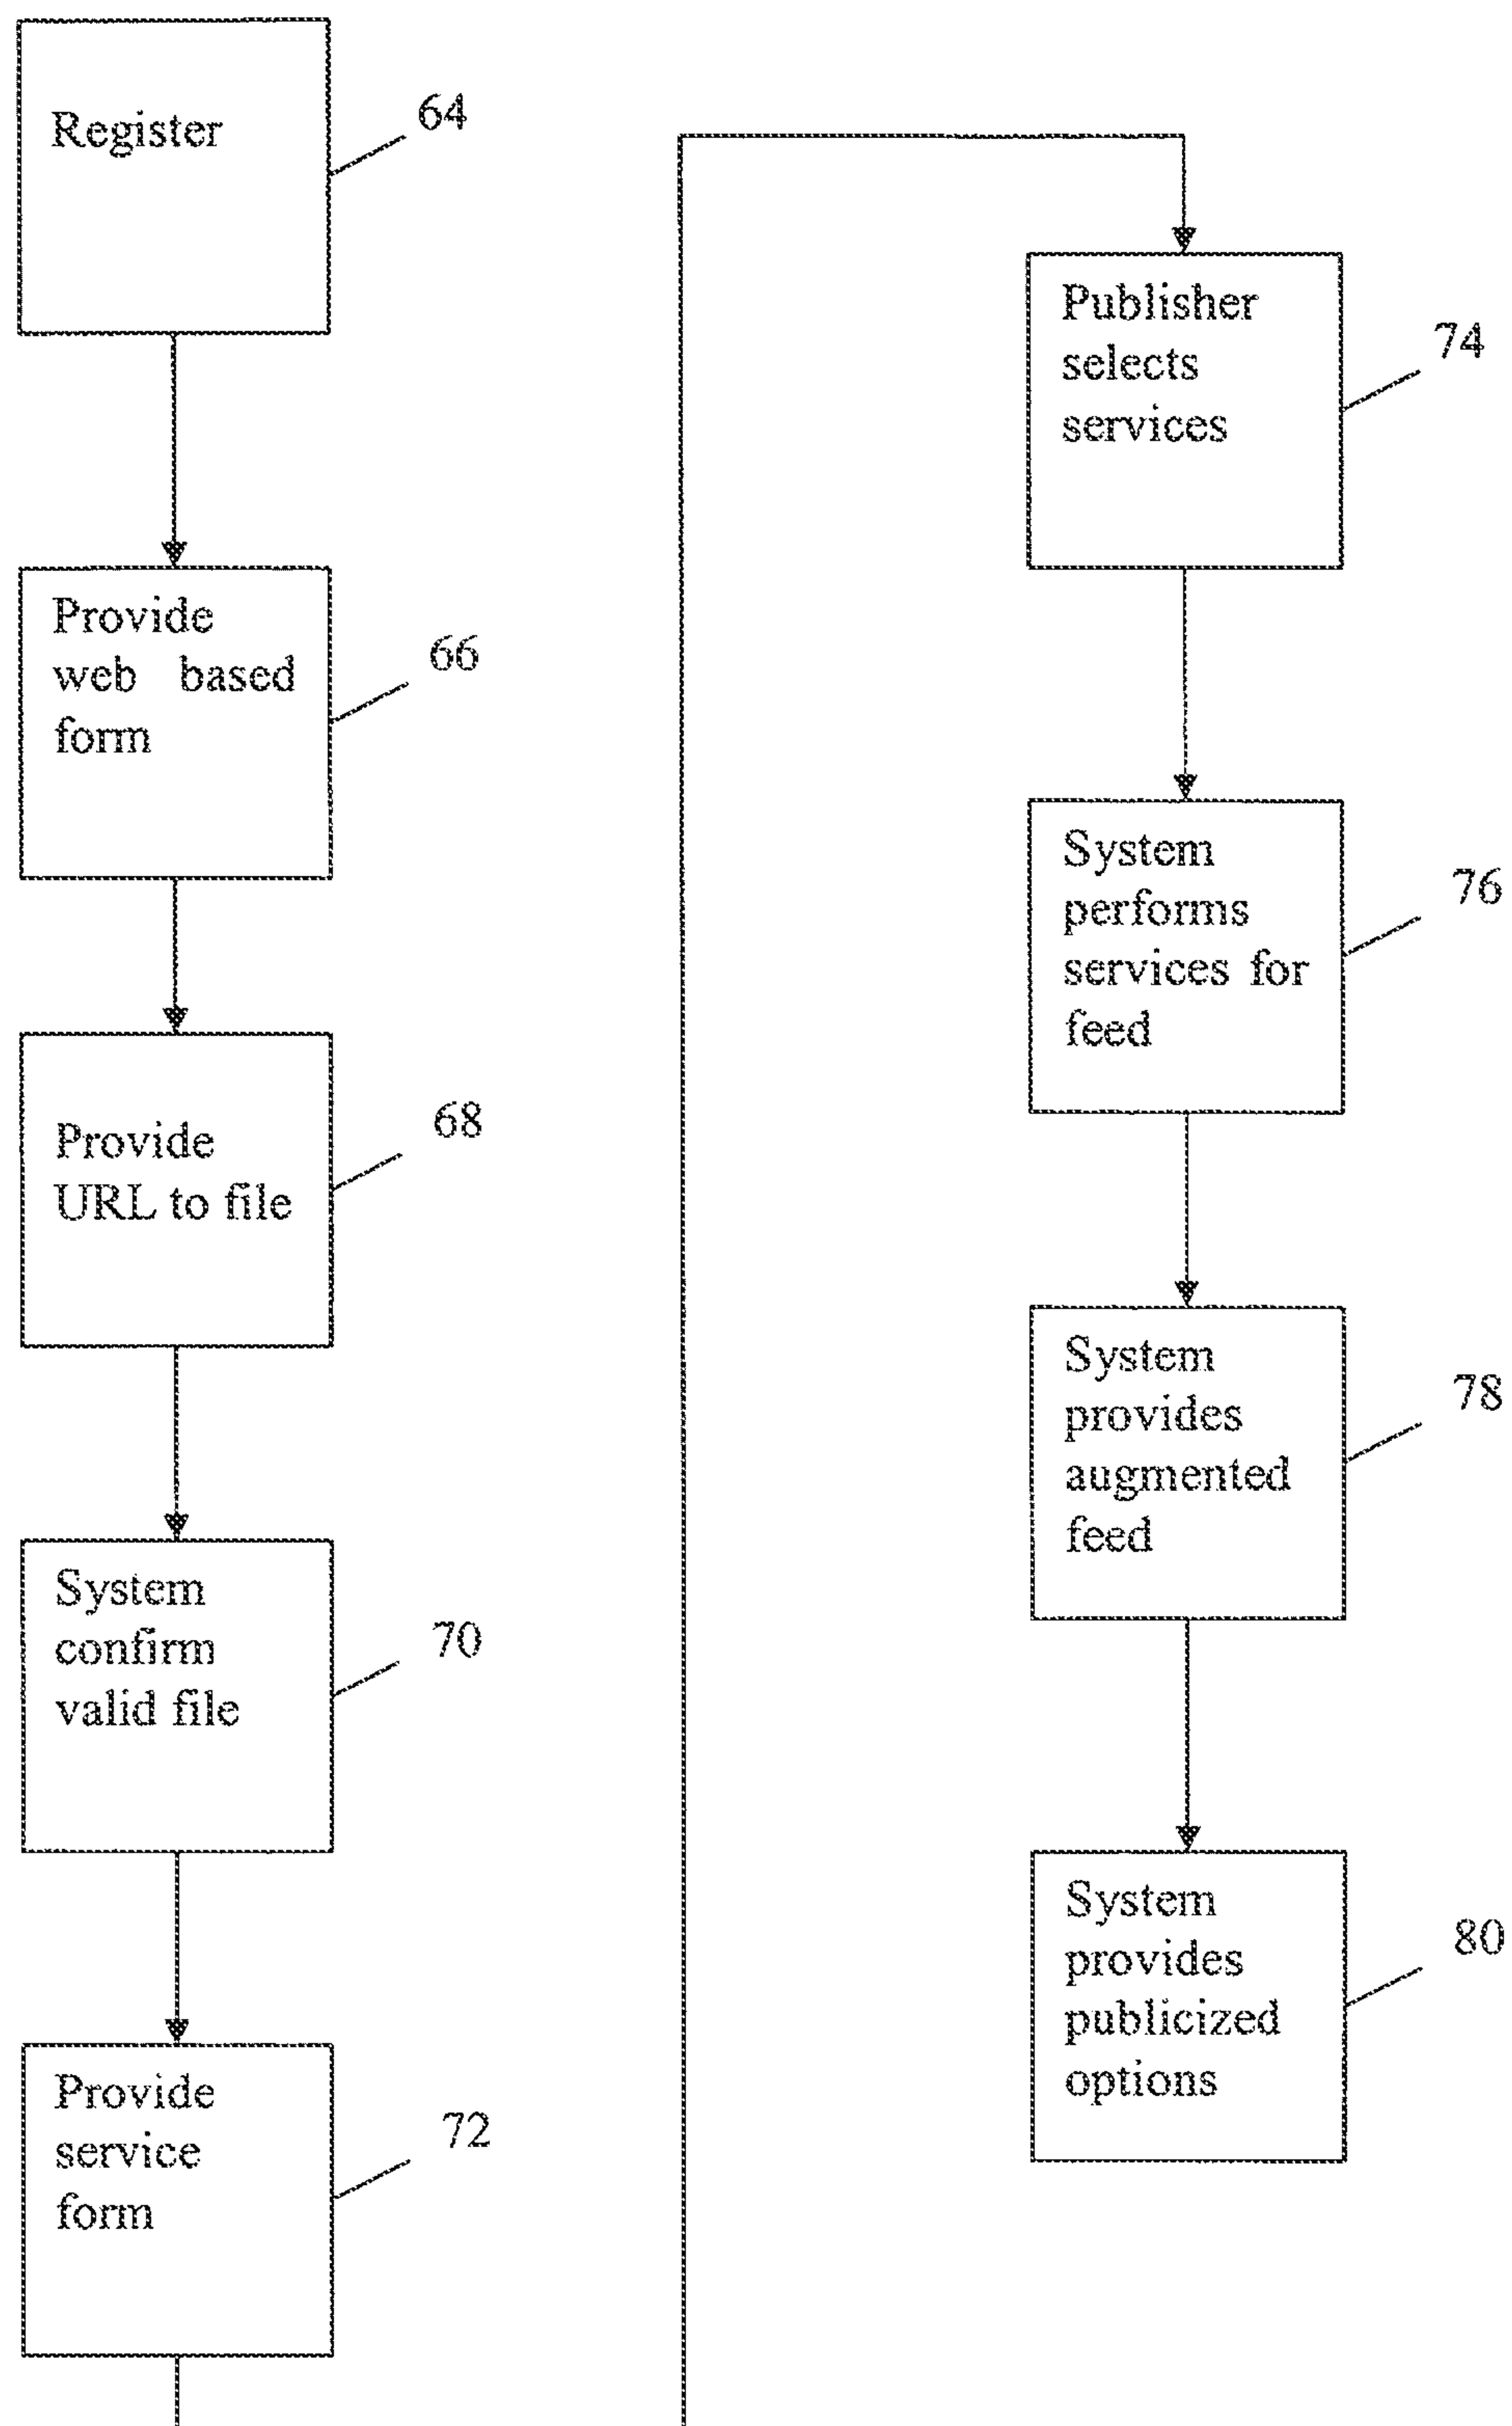 Register
64
Provide
web based
form
66
Provide
URL to file
68
System
confirm
valid file
70
Provide
service
form
72
Publisher
selects
services
74
System
performs
services for
feed
76
System
provides
augmented
feed
78
System
provides
publicized
options
80